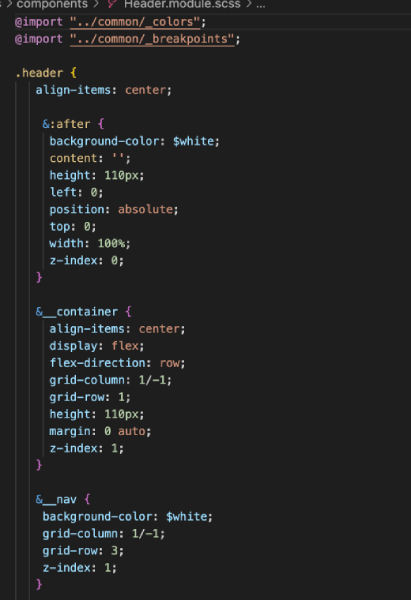 s > components > Header.module.scss > ...
@import "../common/_colors";
@import "../common/_breakpoints";
.header {
align-items: center;
&:after {
background-color: $white;
content: '';
height: 110px;
left: 0;
position: absolute;
top: 0;
width: 100%;
z-index: 0;
}
&__container {
align-items: center;
display: flex;
flex-direction: row;
grid-column: 1/-1;
grid-row: 1;
height: 110px;
margin: 0 auto;
z-index: 1;
}
&__nav {
background-color: $white;
grid-column: 1/-1;
grid-row: 3;
z-index: 1;
}